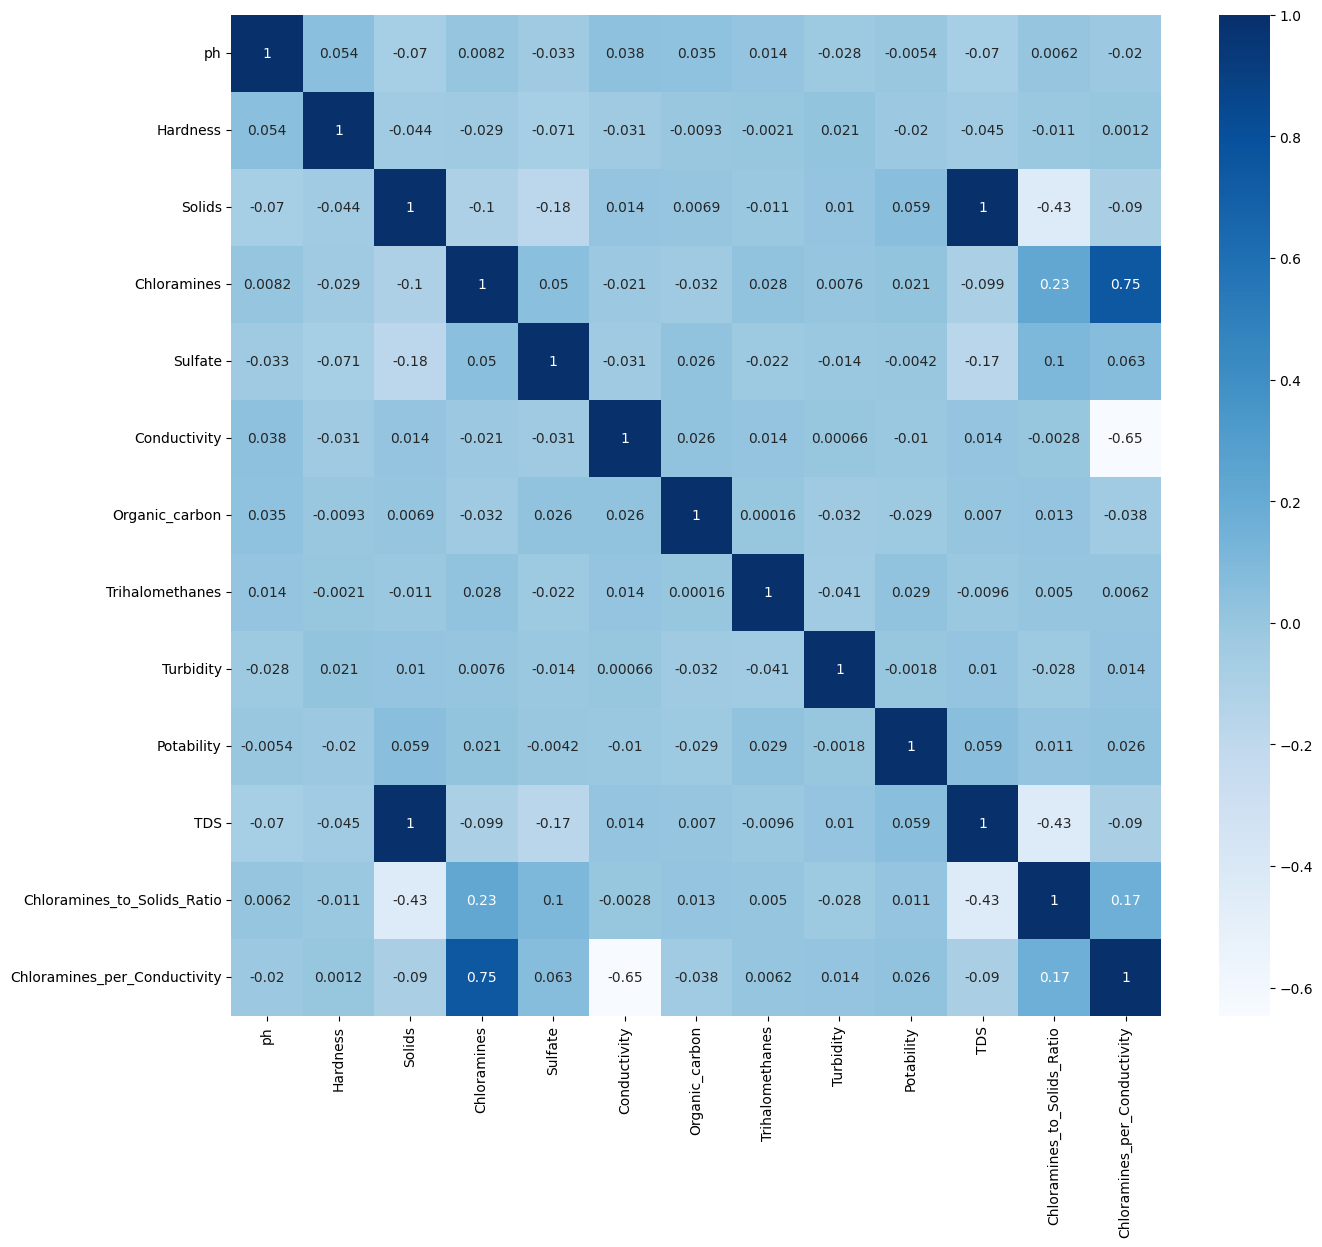 ph 1 0.054 -0.07 0.0082 -0.033 0.038 0.035 0.014 -0.028 -0.0054 -0.07 0.0062 -0.02
Hardness 0.054 1 -0.044 -0.029 -0.071 -0.031 -0.0093 -0.0021 0.021 -0.02 -0.045 -0.011 0.0012
Solids -0.07 -0.044 1 -0.1 -0.18 0.014 0.0069 -0.011 0.01 0.059 1 -0.43 -0.09
Chloramines 0.0082 -0.029 -0.1 1 0.05 -0.021 -0.032 0.028 0.0076 0.021 -0.099 0.23 0.75
Sulfate -0.033 -0.071 -0.18 0.05 1 -0.031 0.026 -0.022 -0.014 -0.0042 -0.17 0.1 0.063
Conductivity 0.038 -0.031 0.014 -0.021 -0.031 1 0.026 0.014 0.00066 -0.01 0.014 -0.0028 -0.65
Organic_carbon 0.035 -0.0093 0.0069 -0.032 0.026 0.026 1 0.00016 -0.032 -0.029 0.007 0.013 -0.038
Trihalomethanes 0.014 -0.0021 -0.011 0.028 -0.022 0.014 0.00016 1 -0.041 0.029 -0.0096 0.005 0.0062
Turbidity -0.028 0.021 0.01 0.0076 -0.014 0.00066 -0.032 -0.041 1 -0.0018 0.01 -0.028 0.014
Potability -0.0054 -0.02 0.059 0.021 -0.0042 -0.01 -0.029 0.029 -0.0018 1 0.059 0.011 0.026
TDS -0.07 -0.045 1 -0.099 -0.17 0.014 0.007 -0.0096 0.01 0.059 1 -0.43 -0.09
Chloramines_to_Solids_Ratio 0.0062 -0.011 -0.43 0.23 0.1 -0.0028 0.013 0.005 -0.028 0.011 -0.43 1 0.17
Chloramines_per_Conductivity -0.02 0.0012 -0.09 0.75 0.063 -0.65 -0.038 0.0062 0.014 0.026 -0.09 0.17 1
ph
Hardness
Solids
Chloramines
Sulfate
Conductivity
Organic_carbon
Trihalomethanes
Turbidity
Potability
TDS
Chloramines_to_Solids_Ratio
Chloramines_per_Conductivity
1.0
0.8
0.6
0.4
0.2
0.0
−0.2
−0.4
−0.6